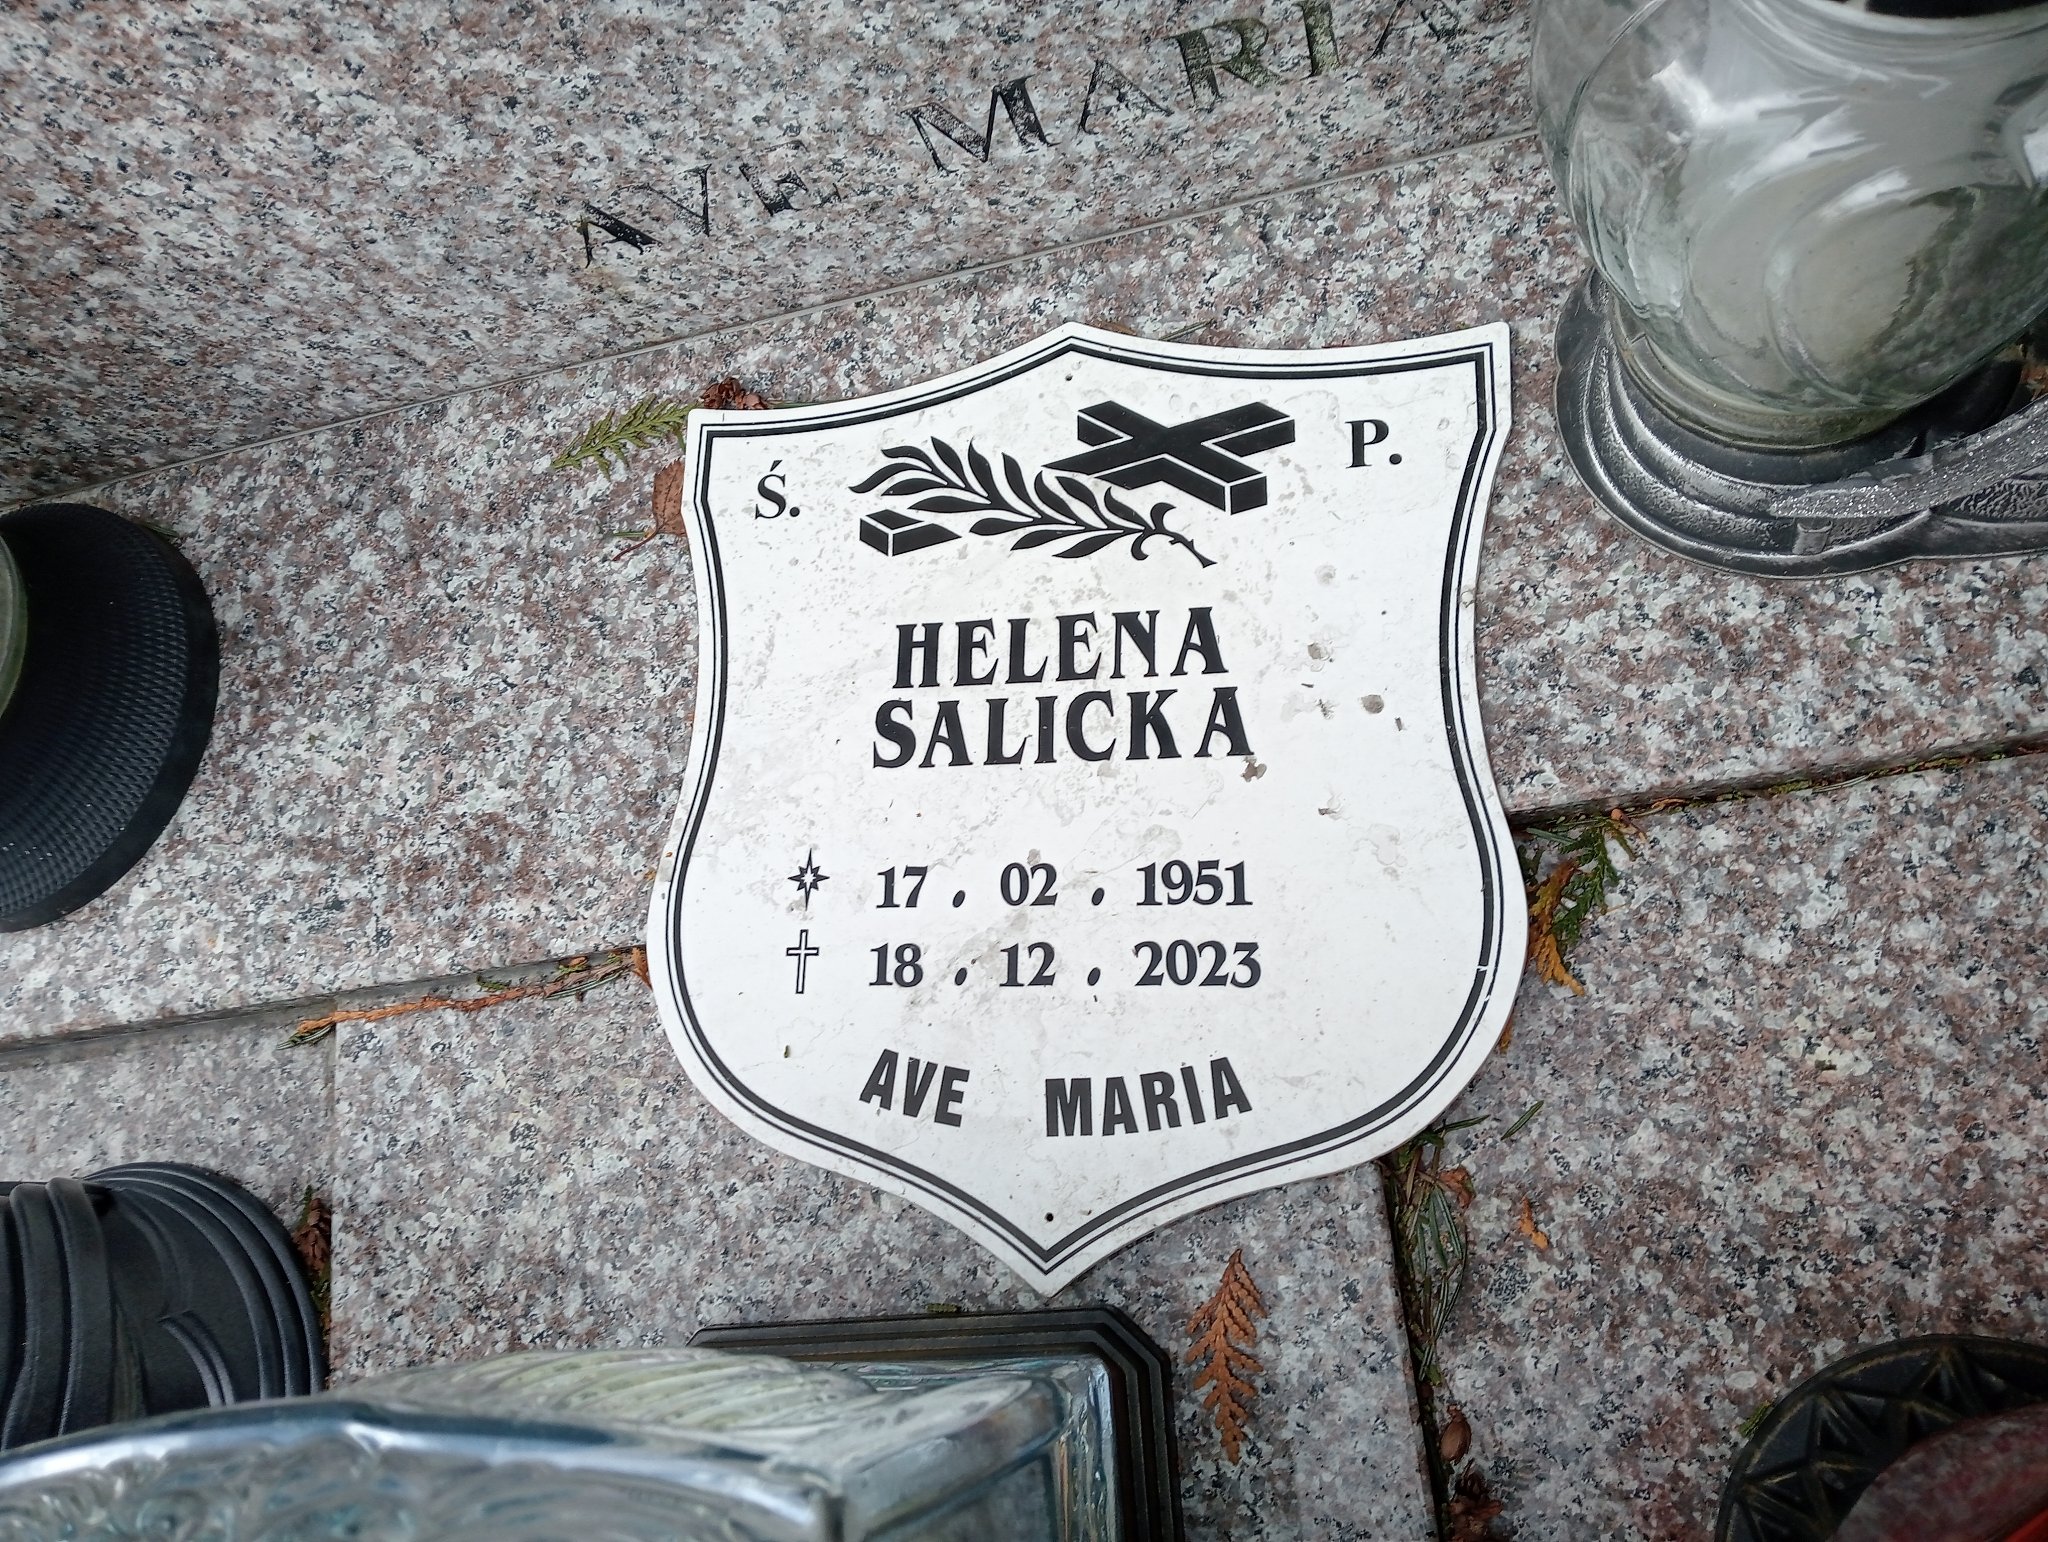 AVE MARIA
Ś. P.
HELENA
SALICKA
17 . 02 . 1951
18 . 12 . 2023
AVE MARIA